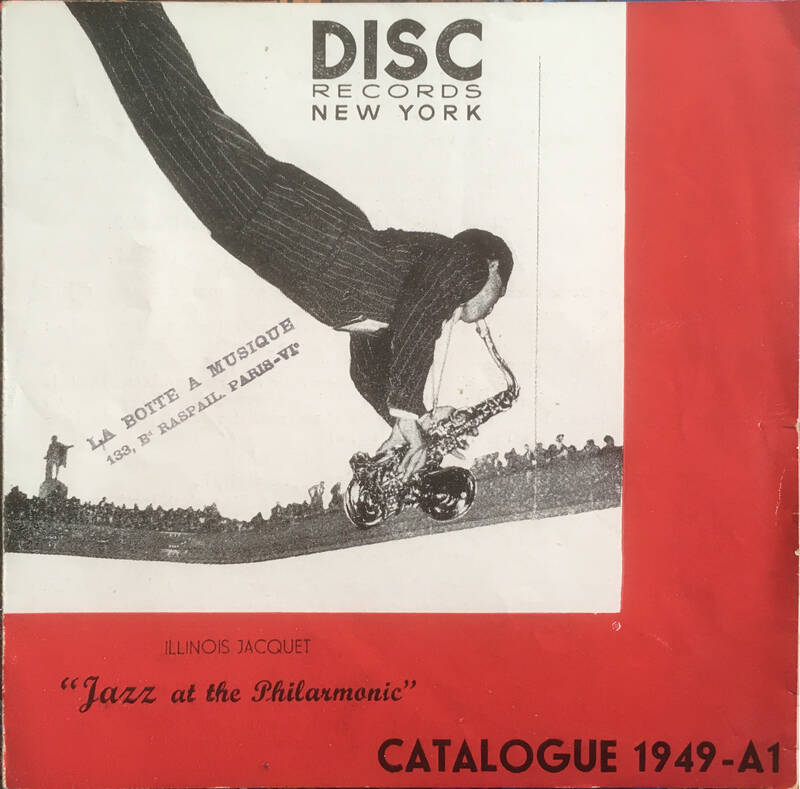 DISC
RECORDS
NEW YORK
LA BOITE A MUSIQUE
133, Bd RASPAIL. PARIS-VIe
ILLINOIS JACQUET
“Jazz at the Philarmonic”
CATALOGUE 1949-A1